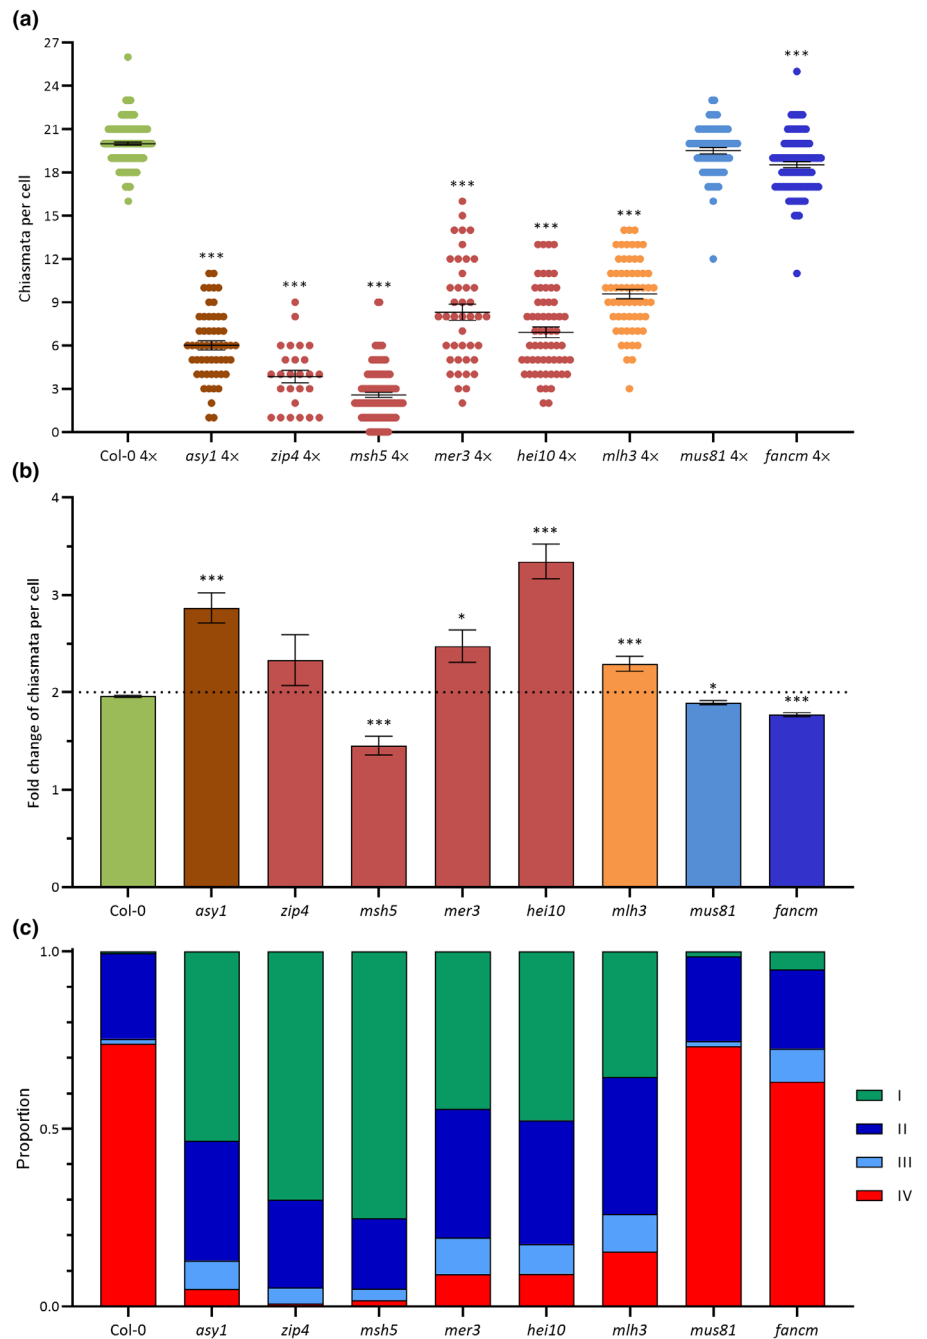 (a)
27
24
21
18
15
12
9
6
3
0
Chiasmata per cell
***
***
***
***
***
***
***
Col-0 4× asy1 4× zip4 4× msh5 4× mer3 4× hei10 4× mlh3 4× mus81 4× fancm 4×
(b)
4
3
2
1
0
Fold change of chiasmata per cell
***
***
*
***
***
*
***
Col-0 asy1 zip4 msh5 mer3 hei10 mlh3 mus81 fancm
(c)
1.0
0.5
0.0
Proportion
I
II
III
IV
Col-0 asy1 zip4 msh5 mer3 hei10 mlh3 mus81 fancm